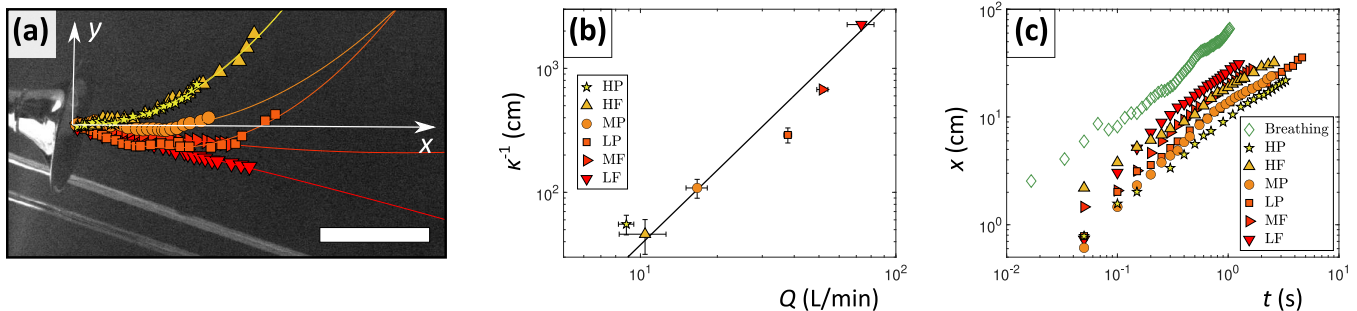 (a)
y
x
(b)
κ⁻¹ (cm)
10³
10²
HP
HF
MP
LP
MF
LF
10¹
10²
Q (L/min)
(c)
x (cm)
10²
10¹
10⁰
Breathing
HP
HF
MP
LP
MF
LF
10⁻²
10⁻¹
10⁰
10¹
t (s)